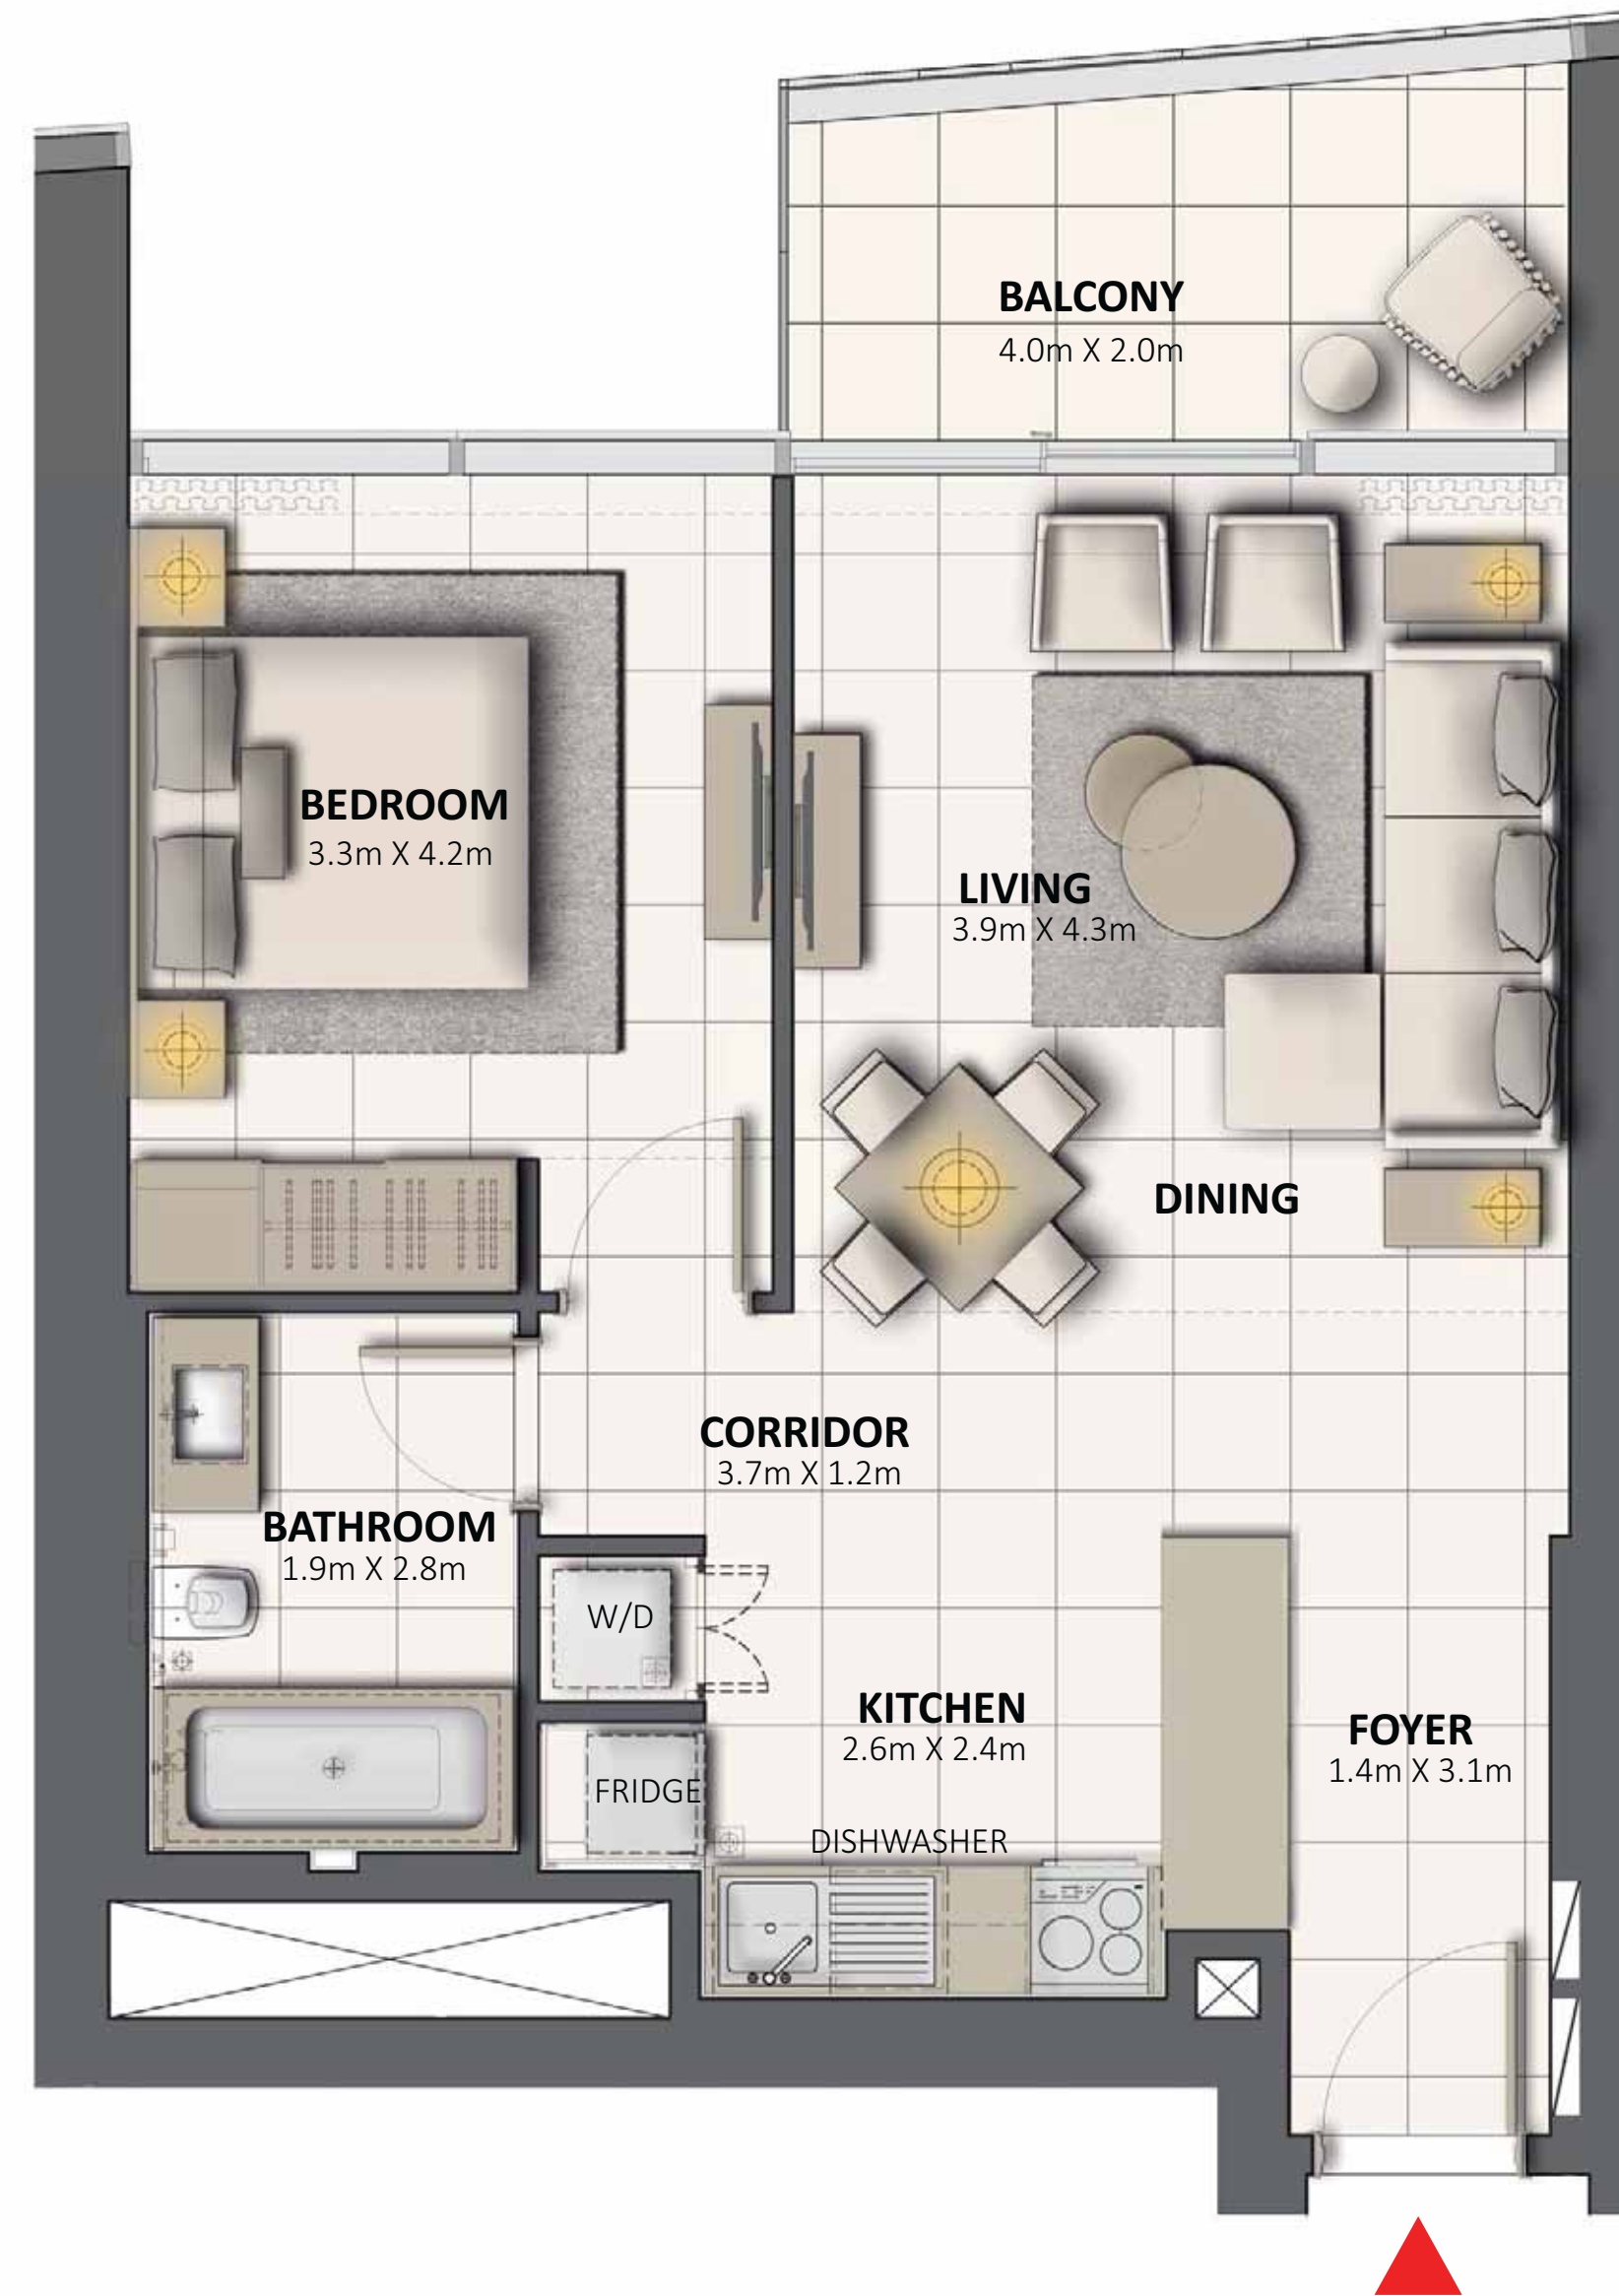 BALCONY
4.0m X 2.0m
BEDROOM
3.3m X 4.2m
LIVING
3.9m X 4.3m
DINING
CORRIDOR
3.7m X 1.2m
BATHROOM
1.9m X 2.8m
W/D
KITCHEN
2.6m X 2.4m
FOYER
1.4m X 3.1m
FRIDGE
DISHWASHER